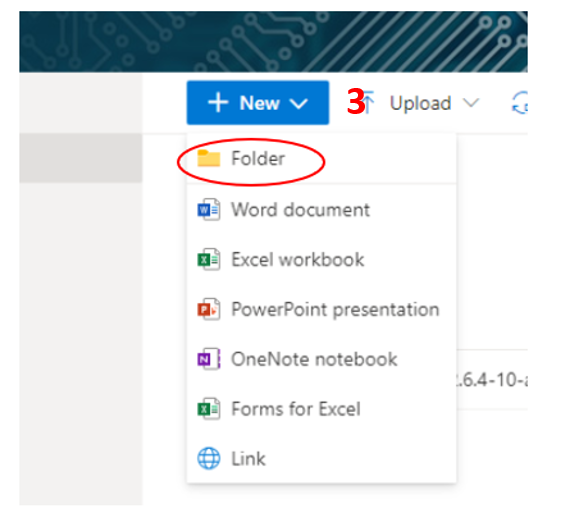 + New 3 Upload
Folder
Word document
Excel workbook
PowerPoint presentation
OneNote notebook
.6.4-10-a
Forms for Excel
Link